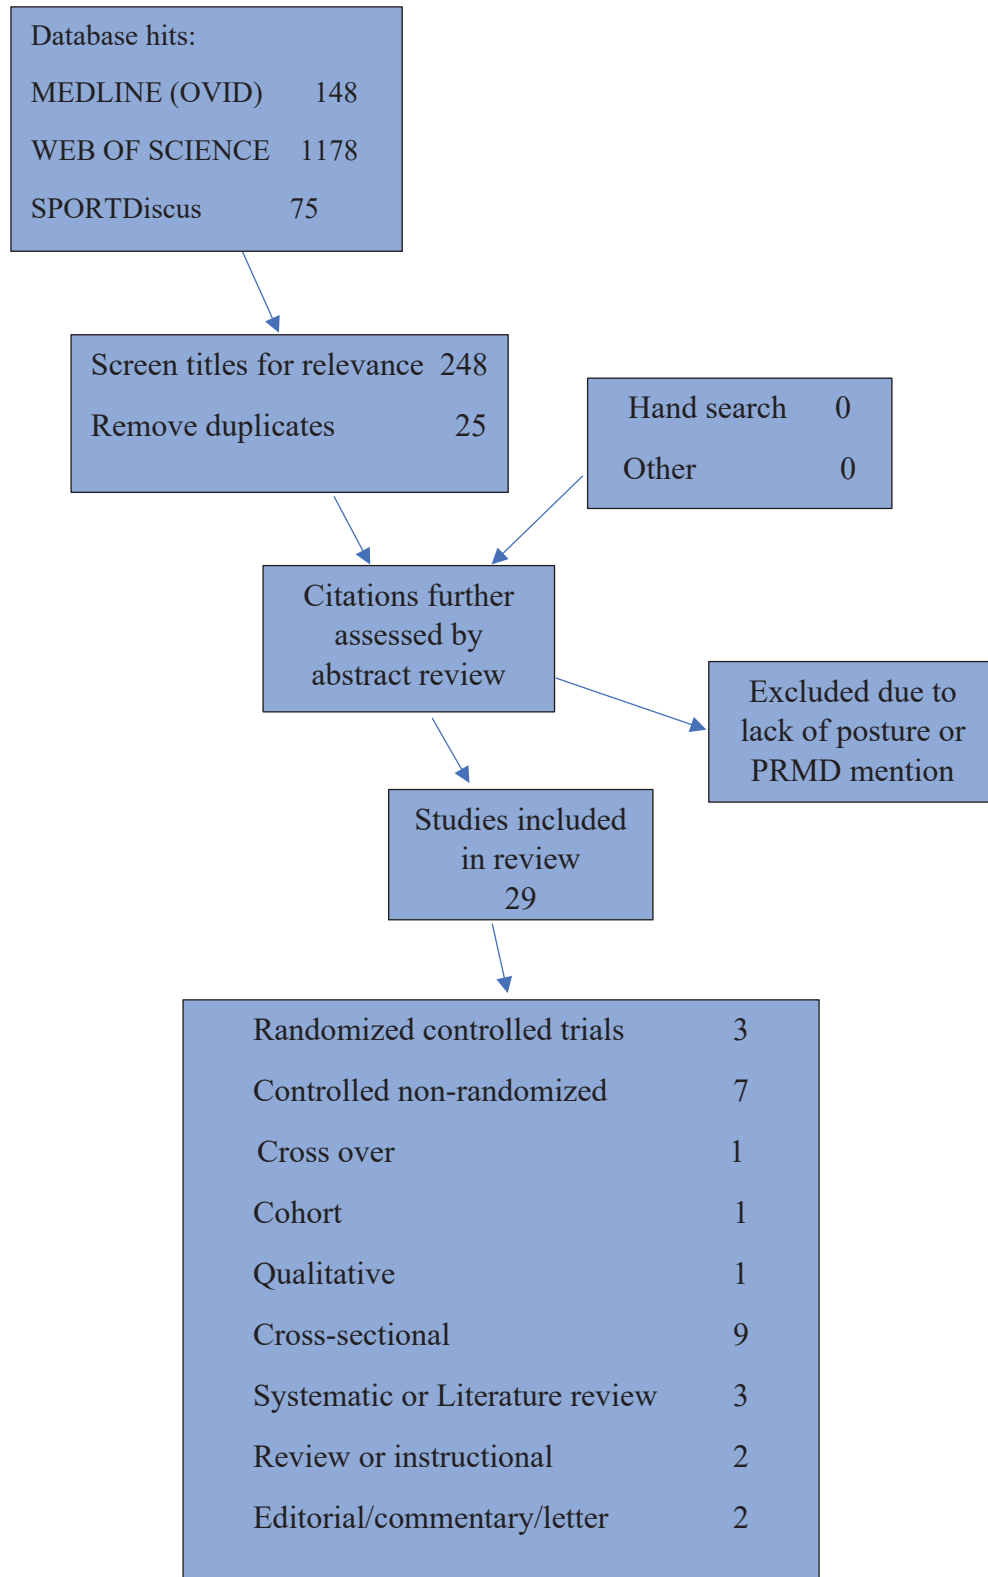 Database hits:
MEDLINE (OVID) 148
WEB OF SCIENCE 1178
SPORTDiscus 75
Screen titles for relevance 248
Remove duplicates 25
Hand search 0
Other 0
Citations further
assessed by
abstract review
Excluded due to
lack of posture or
PRMD mention
Studies included
in review
29
Randomized controlled trials 3
Controlled non-randomized 7
Cross over 1
Cohort 1
Qualitative 1
Cross-sectional 9
Systematic or Literature review 3
Review or instructional 2
Editorial/commentary/letter 2